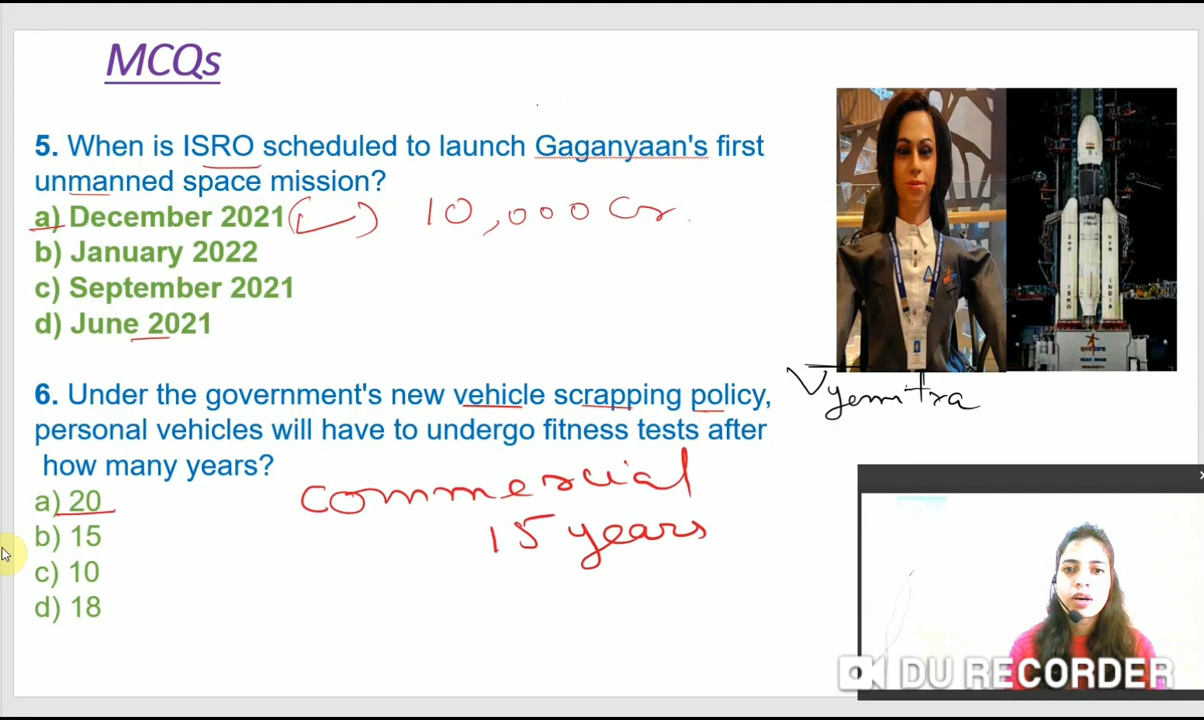 MCQs
5. When is ISRO scheduled to launch Gaganyaan's first
unmanned space mission?
a) December 2021 10,000 Cr.
b) January 2022
c) September 2021
d) June 2021
Vyemitra
6. Under the government's new vehicle scrapping policy,
personal vehicles will have to undergo fitness tests after
how many years?
commercial
a) 20
15 years
b) 15
c) 10
d) 18
DU RECORDER